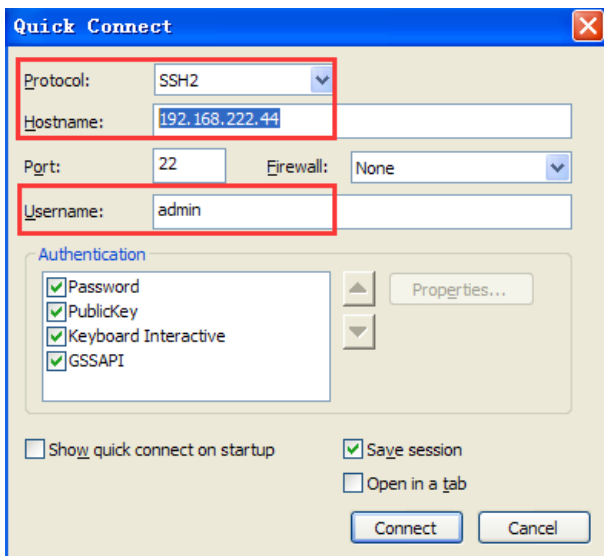 Quick Connect
Protocol: SSH2
Hostname: 192.168.222.44
Port: 22 Firewall: None
Username: admin
Authentication
Password
PublicKey
Keyboard Interactive
GSSAPI
Properties...
Show quick connect on startup
Save session
Open in a tab
Connect Cancel